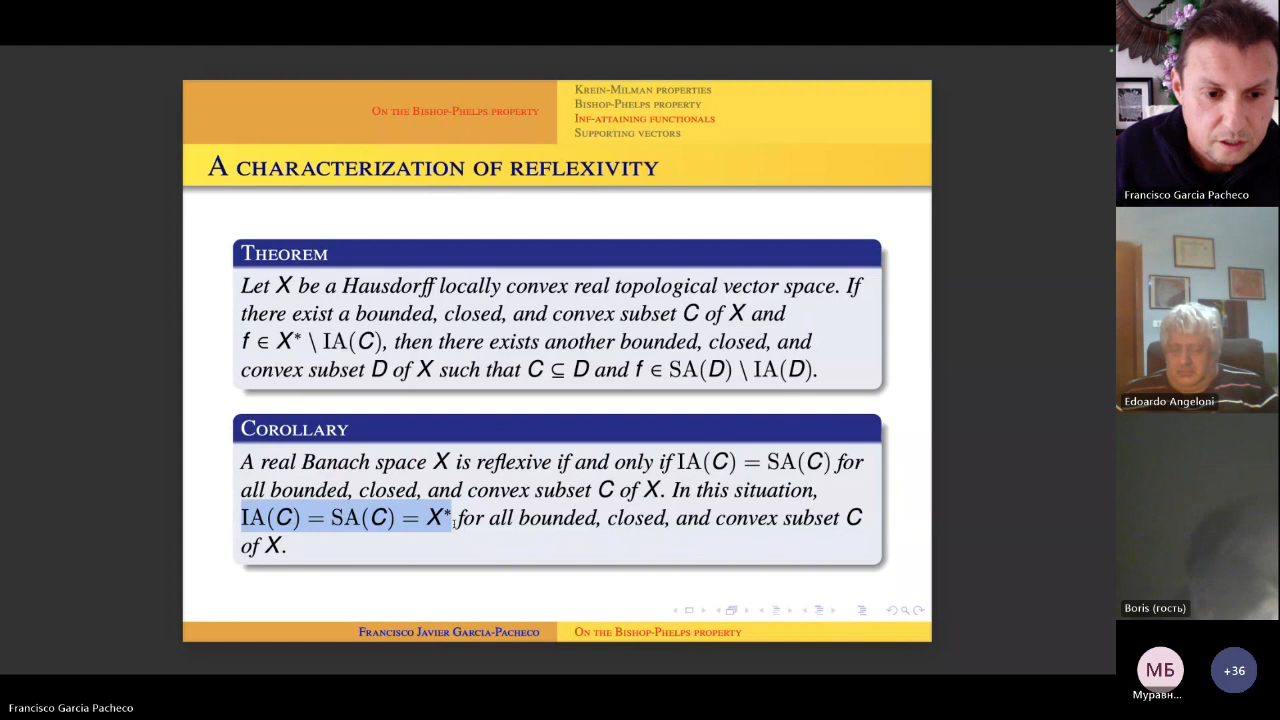 On the Bishop-Phelps property
Krein-Milman properties
Bishop-Phelps property
Inf-attaining functionals
Supporting vectors
A characterization of reflexivity
Theorem
Let X be a Hausdorff locally convex real topological vector space. If
there exist a bounded, closed, and convex subset C of X and
f ∈ X* \ IA(C), then there exists another bounded, closed, and
convex subset D of X such that C ⊆ D and f ∈ SA(D) \ IA(D).
Corollary
A real Banach space X is reflexive if and only if IA(C) = SA(C) for
all bounded, closed, and convex subset C of X. In this situation,
IA(C) = SA(C) = X* for all bounded, closed, and convex subset C
of X.
Francisco Javier Garcia-Pacheco
On the Bishop-Phelps property
Francisco Garcia Pacheco
Edoardo Angeloni
Boris (гость)
МБ
+36
Муравн...
Francisco Garcia Pacheco